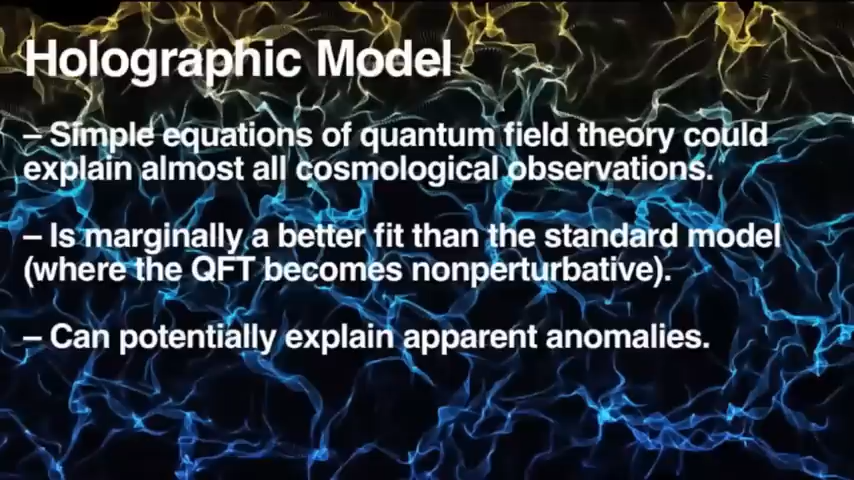 Holographic Model
– Simple equations of quantum field theory could
explain almost all cosmological observations.
– Is marginally a better fit than the standard model
(where the QFT becomes nonperturbative).
– Can potentially explain apparent anomalies.